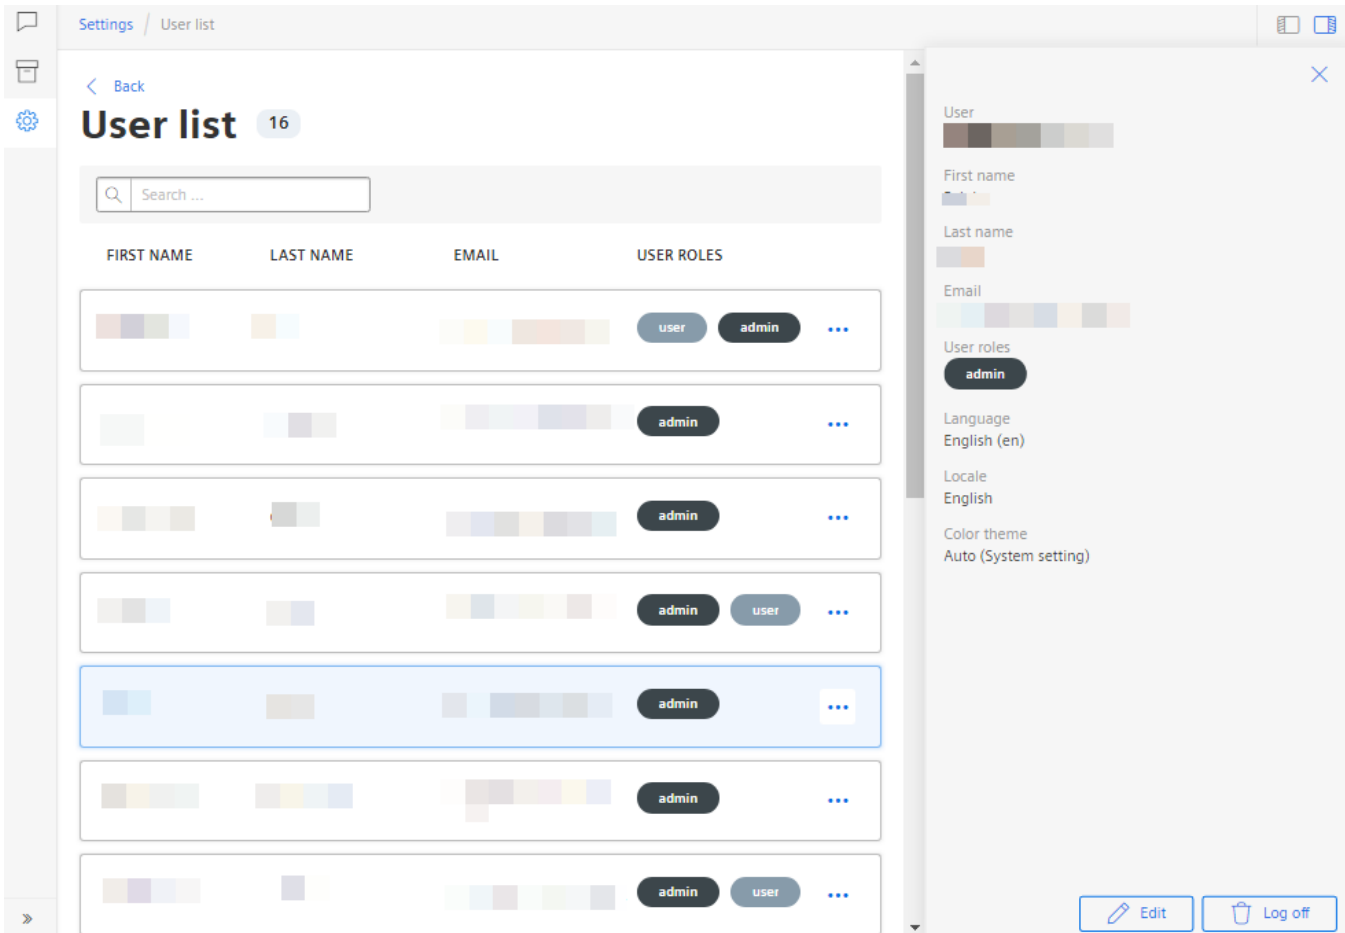 Settings / User list
Back
User list 16
Search ...
FIRST NAME LAST NAME EMAIL USER ROLES
user admin
admin
admin
admin user
admin
admin
admin user
User
First name
Last name
Email
User roles
admin
Language
English (en)
Locale
English
Color theme
Auto (System setting)
Edit Log off